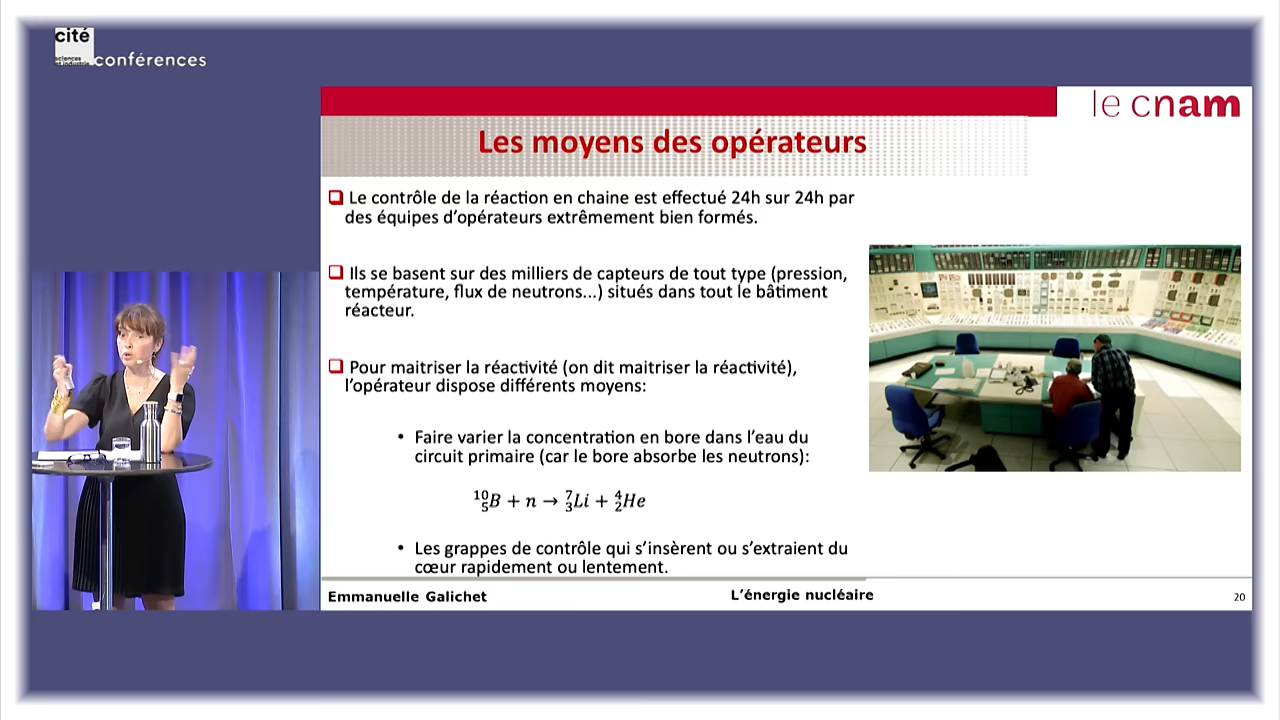 cité
sciences
et industrie
conférences
le cnam
Les moyens des opérateurs
Le contrôle de la réaction en chaine est effectué 24h sur 24h par
des équipes d’opérateurs extrêmement bien formés.
Ils se basent sur des milliers de capteurs de tout type (pression,
température, flux de neutrons...) situés dans tout le bâtiment
réacteur.
Pour maitriser la réactivité (on dit maitriser la réactivité),
l’opérateur dispose différents moyens:
• Faire varier la concentration en bore dans l’eau du
circuit primaire (car le bore absorbe les neutrons):
¹⁰₅B + n → ⁷₃Li + ⁴₂He
• Les grappes de contrôle qui s’insèrent ou s’extraient du
cœur rapidement ou lentement.
Emmanuelle Galichet
L’énergie nucléaire
20